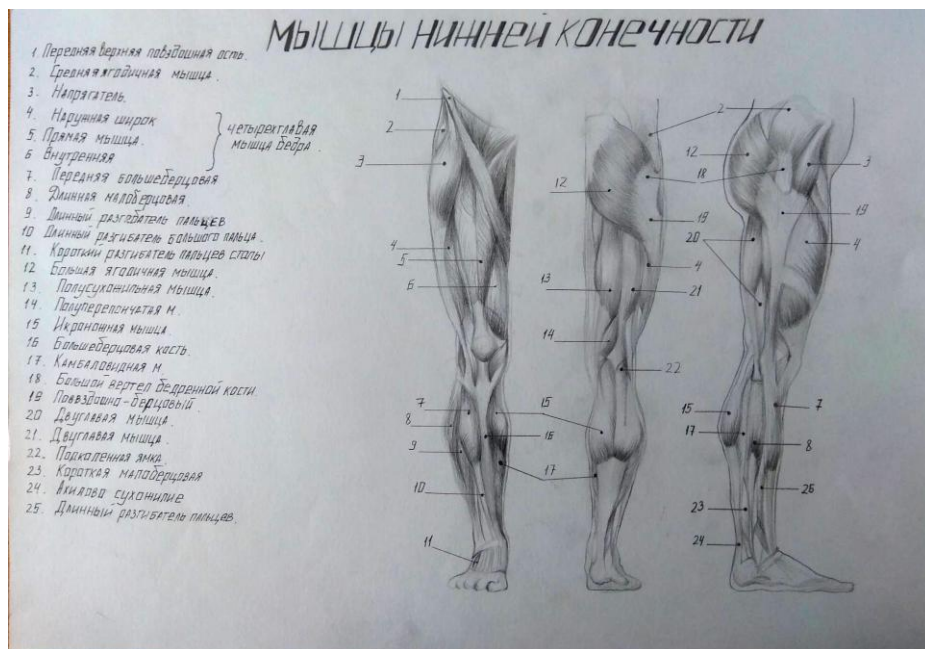 МЫШЦЫ НИЖНЕЙ КОНЕЧНОСТИ
1. Передняя верхняя повздошная ость.
2. Средняя ягодичная мышца.
3. Напрягатель.
4. Наружная широк
5. Прямая мышца.
6 Внутренняя
четырехглавая
мышца бедра.
7. Передняя большеберцовая
8. Длинная малоберцовая.
9. Длинный разгибатель пальцев
10 Длинный разгибатель большого пальца.
11. Короткий разгибатель пальцев стопы
12 Большая ягодичная мышца.
13. Полусухожильная мышца.
14. Полуперепончатая м.
15 Икроножная мышца.
16 Большеберцовая кость.
17. Камбаловидная м.
18. Большой вертел бедренной кости.
19 Повздошно-берцовый
20 Двуглавая мышца.
21. Двуглавая мышца.
22. Подколенная ямка.
23. Короткая малоберцовая
24 Ахилово сухожилие
25. Длинный разгибатель пальцев.
1
2
3
4
5
6
7
8
9
10
11
12
13
14
15
16
17
18
19
4
21
22
2
12
3
19
20
4
15
7
17
8
25
23
24